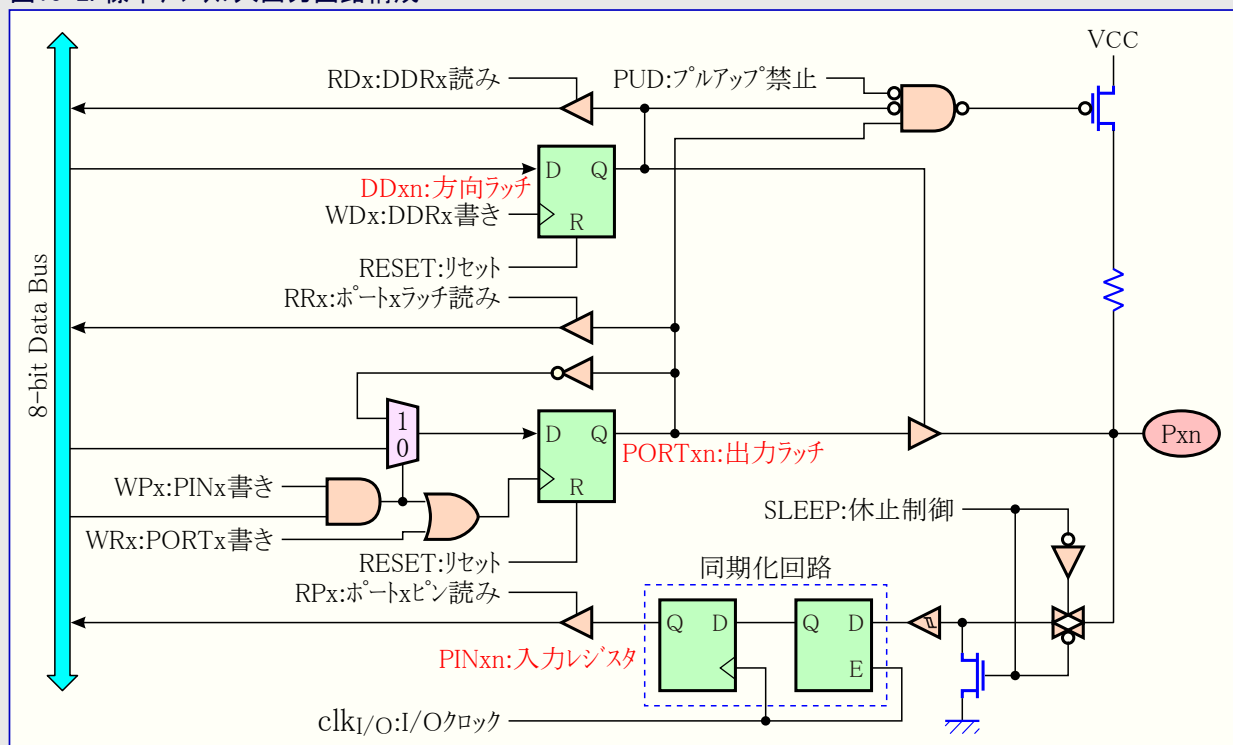 VCC
RDx:DDRx読み
PUD:プルアップ禁止
D Q
DDxn:方向ラッチ
WDx:DDRx書き
R
RESET:リセット
RRx:ポートxラッチ読み
8-bit Data Bus
1
0
D Q
PORTxn:出力ラッチ
Pxn
WPx:PINx書き
R
SLEEP:休止制御
WRx:PORTx書き
RESET:リセット
同期化回路
RPx:ポートxピン読み
Q D
Q D
PINxn:入力レジスタ
E
clkI/O:I/Oクロック